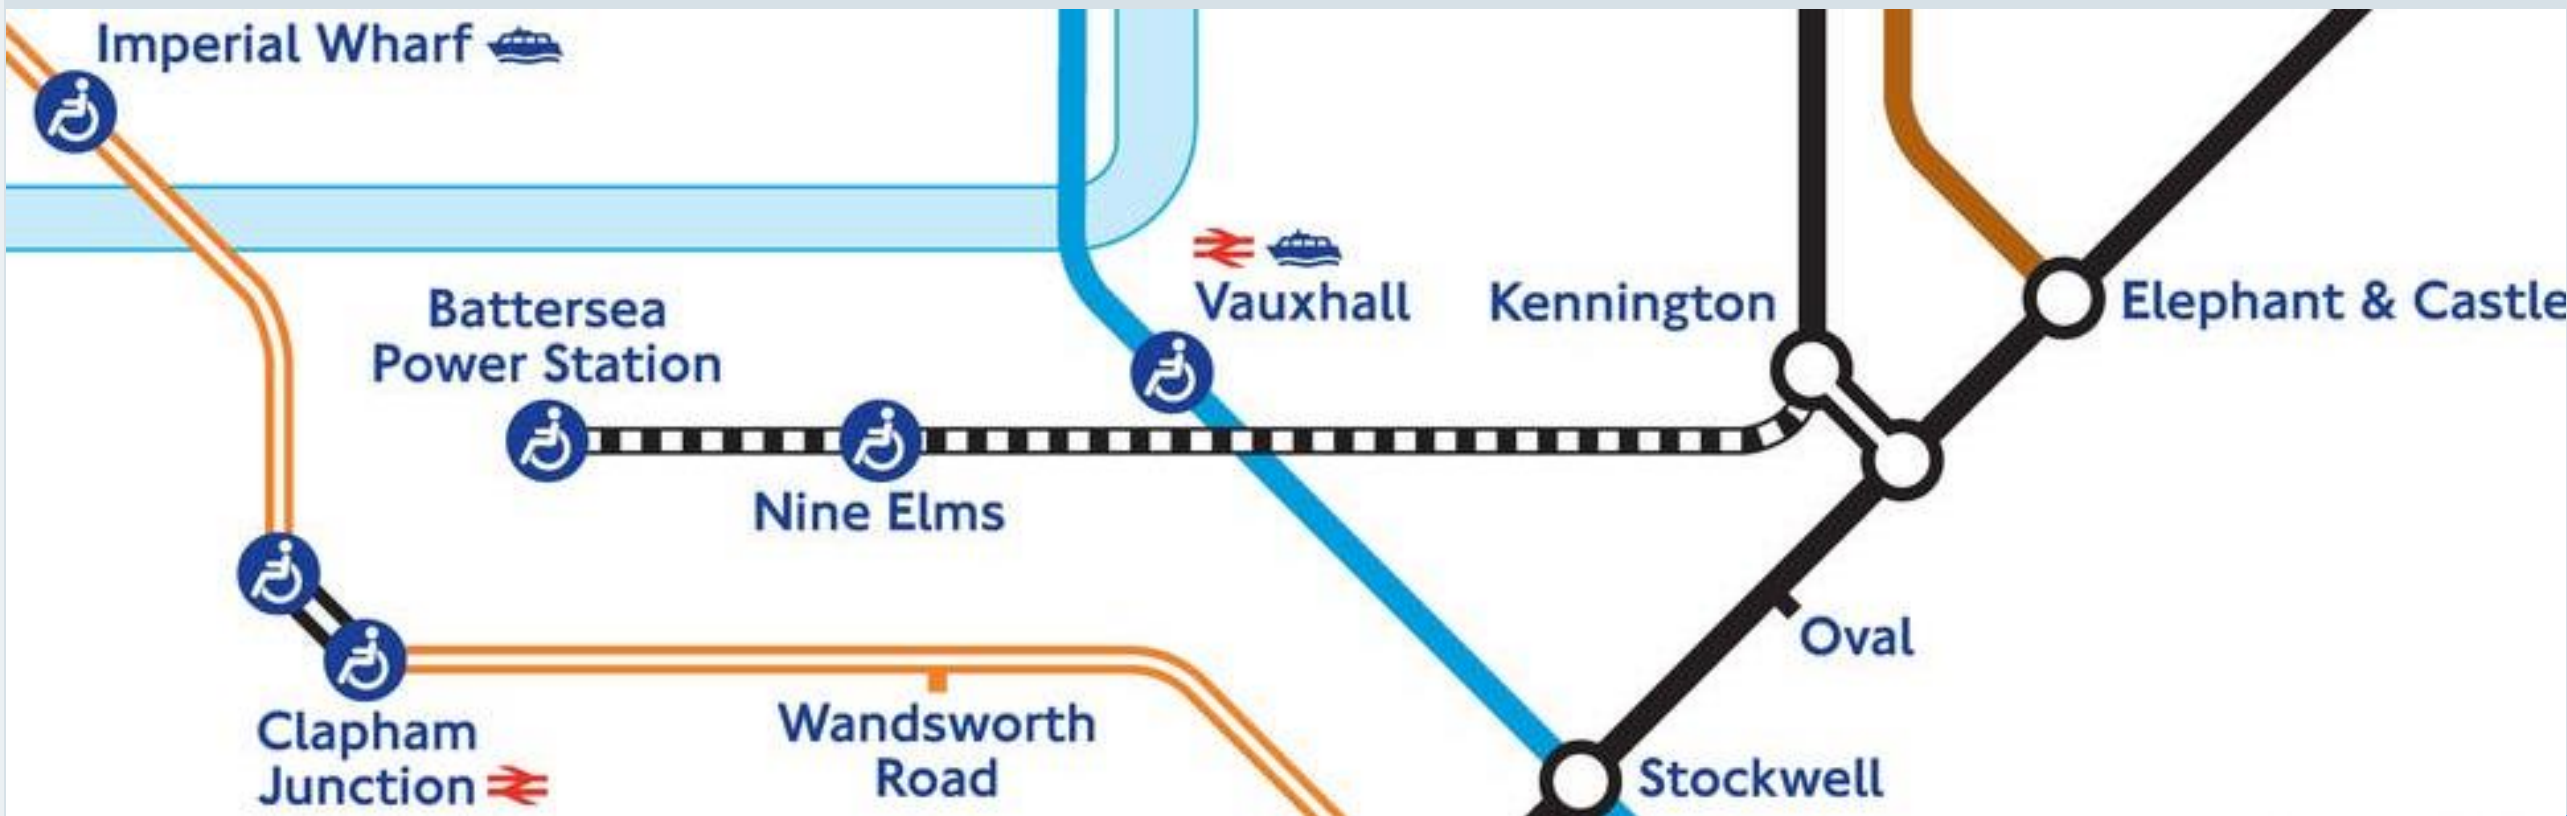 Imperial Wharf
Battersea
Power Station
Vauxhall
Kennington
Elephant & Castle
Nine Elms
Oval
Clapham
Junction
Wandsworth
Road
Stockwell